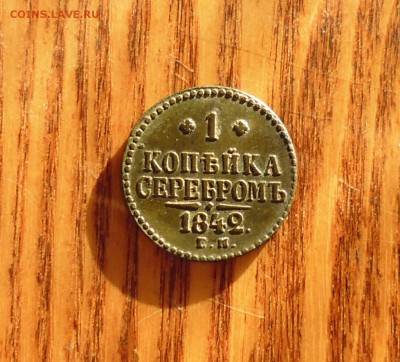 COINS.LAVE.RU
1
КОПѢЙКА
СЕРЕБРОМЪ
1842.
Е. М.